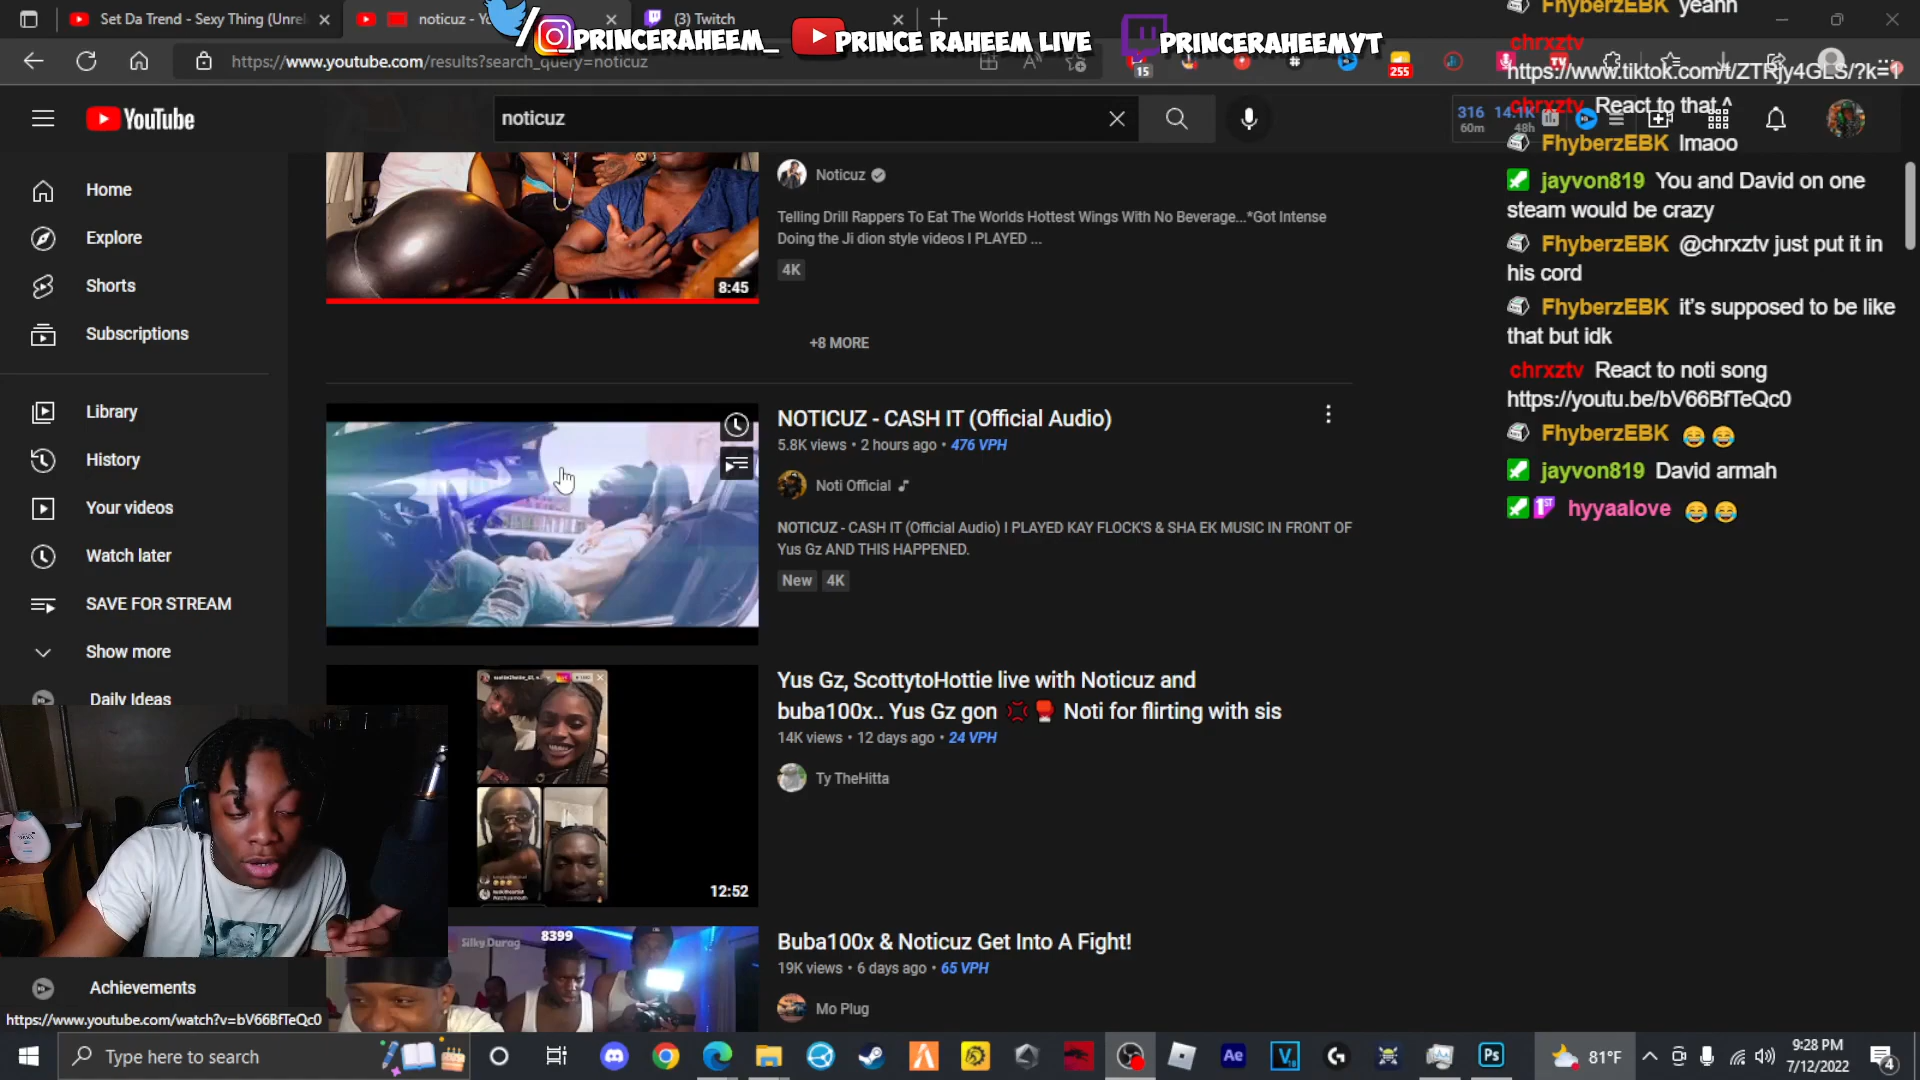 Set Da Trend - Sexy Thing (Unrel
noticuz - Yo
(3) Twitch
PRINCERAHEEM_
PRINCE RAHEEM LIVE
PRINCERAHEEMYT
https://www.youtube.com/results?search_query=noticuz
15
255
TV
YouTube
noticuz
316 14.1K
60m 48h
Home
Explore
Shorts
Subscriptions
Library
History
Your videos
Watch later
SAVE FOR STREAM
Show more
Daily Ideas
Achievements
8:45
Noticuz
Telling Drill Rappers To Eat The Worlds Hottest Wings With No Beverage...*Got Intense
Doing the Ji dion style videos I PLAYED ...
4K
+8 MORE
NOTICUZ - CASH IT (Official Audio)
5.8K views • 2 hours ago • 476 VPH
Noti Official
NOTICUZ - CASH IT (Official Audio) I PLAYED KAY FLOCK'S & SHA EK MUSIC IN FRONT OF
Yus Gz AND THIS HAPPENED.
New 4K
Yus Gz, ScottytoHottie live with Noticuz and
buba100x.. Yus Gz gon 💢🥊 Noti for flirting with sis
14K views • 12 days ago • 24 VPH
Ty TheHitta
12:52
Buba100x & Noticuz Get Into A Fight!
19K views • 6 days ago • 65 VPH
Mo Plug
Silky Durag
8399
FhyberzEBK yeahh
chrxztv
https://www.tiktok.com/t/ZTRjy4GLS/?k=1
chrxztv React to that ^
FhyberzEBK lmaoo
jayvon819 You and David on one
steam would be crazy
FhyberzEBK @chrxztv just put it in
his cord
FhyberzEBK it's supposed to be like
that but idk
chrxztv React to noti song
https://youtu.be/bV66BfTeQc0
FhyberzEBK 😂 😂
jayvon819 David armah
1ST hyyaalove 😂 😂
https://www.youtube.com/watch?v=bV66BfTeQc0
Type here to search
Ae
Ps
81°F
9:28 PM
7/12/2022
4